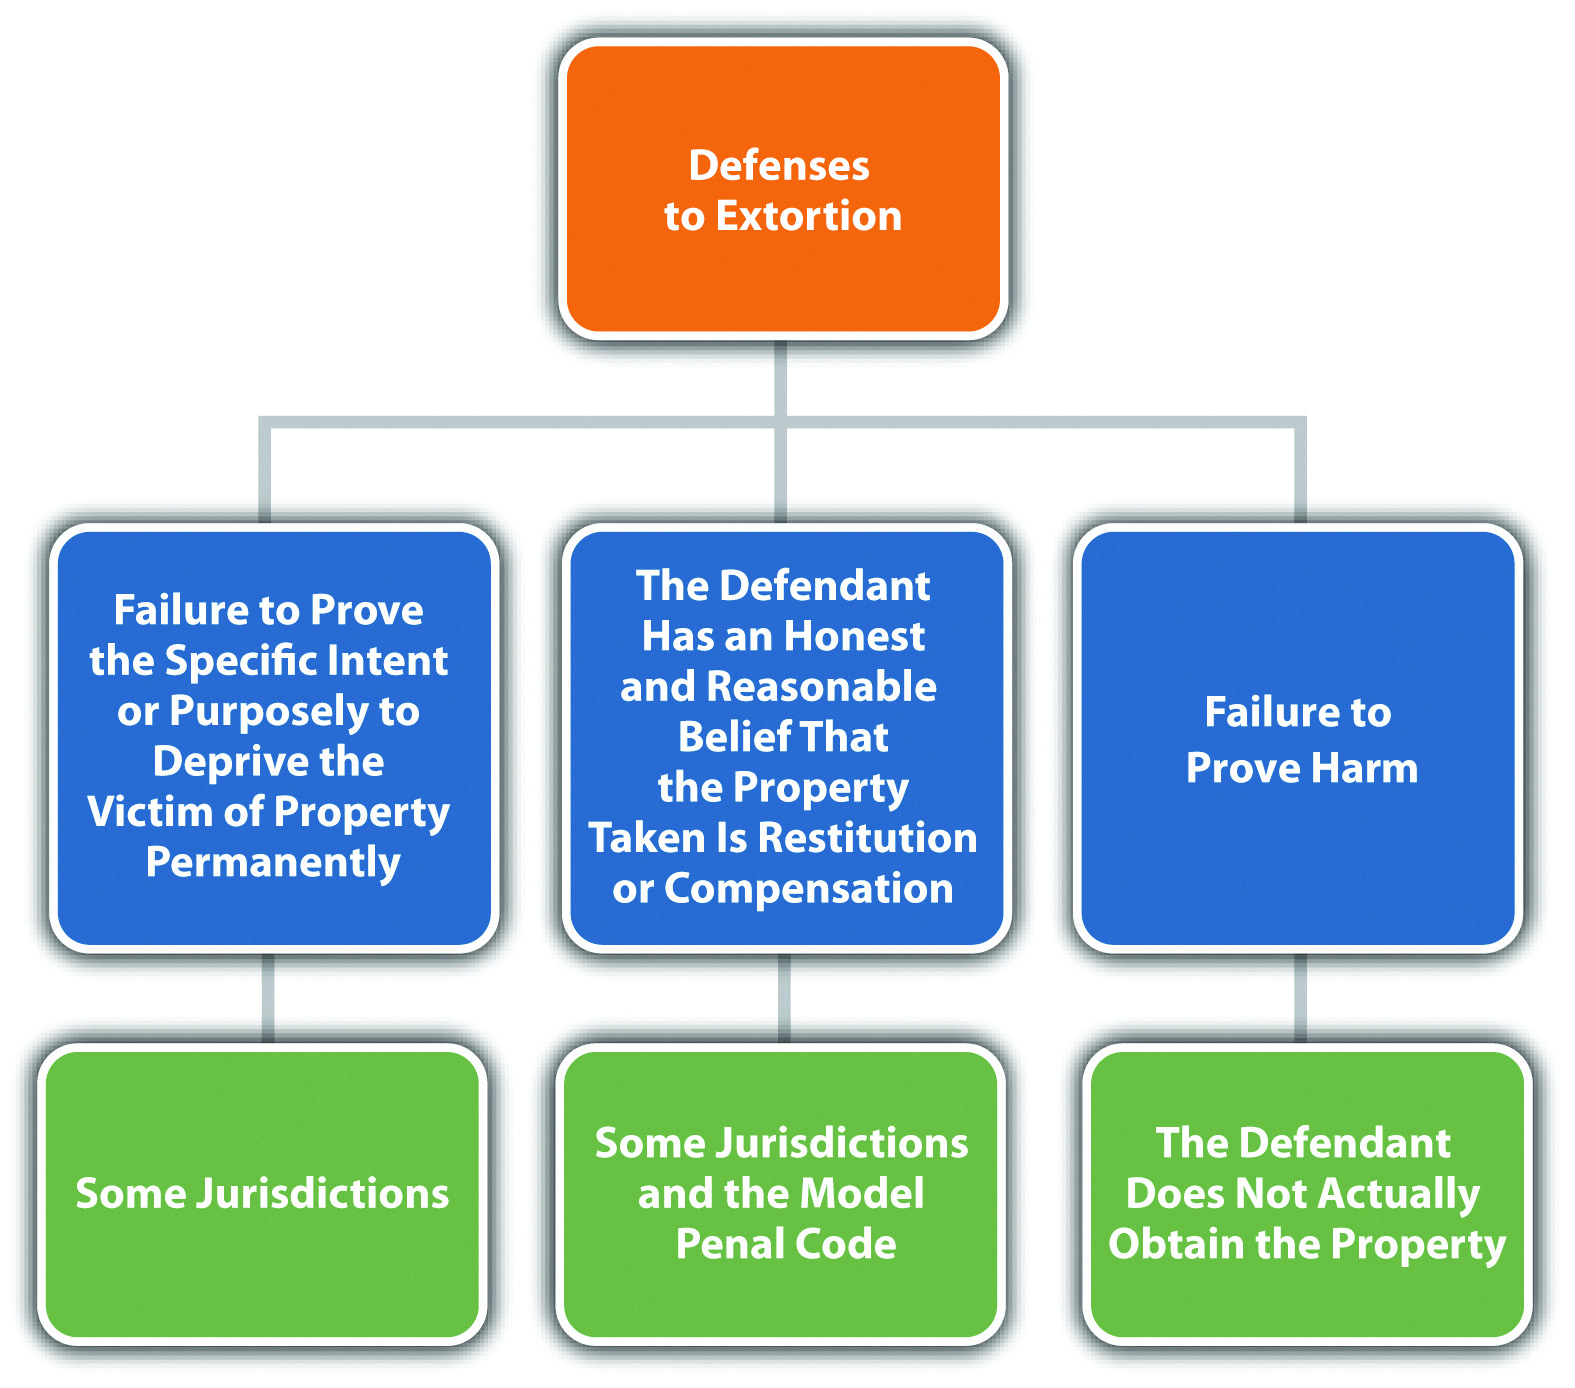 Defenses
to Extortion
Failure to Prove
the Specific Intent
or Purposely to
Deprive the
Victim of Property
Permanently
The Defendant
Has an Honest
and Reasonable
Belief That
the Property
Taken Is Restitution
or Compensation
Failure to
Prove Harm
Some Jurisdictions
Some Jurisdictions
and the Model
Penal Code
The Defendant
Does Not Actually
Obtain the Property